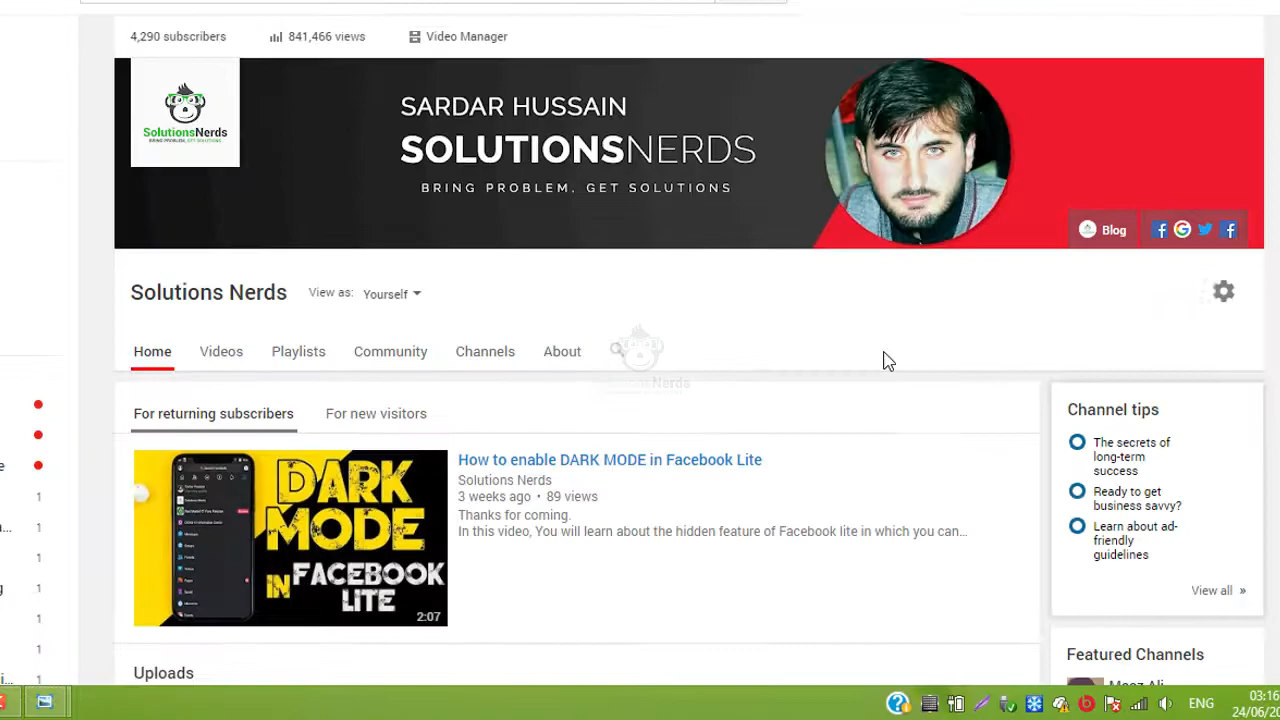 4,290 subscribers 841,466 views Video Manager
SolutionsNerds
BRING PROBLEM, GET SOLUTIONS
SARDAR HUSSAIN
SOLUTIONSNERDS
BRING PROBLEM, GET SOLUTIONS
Blog
Solutions Nerds View as: Yourself
Home Videos Playlists Community Channels About
For returning subscribers For new visitors
DARK
MODE
IN FACEBOOK
LITE
2:07
How to enable DARK MODE in Facebook Lite
Solutions Nerds
3 weeks ago • 89 views
Thanks for coming.
In this video, You will learn about the hidden feature of Facebook lite in which you can...
Uploads
Channel tips
The secrets of
long-term
success
Ready to get
business savvy?
Learn about ad-
friendly
guidelines
View all »
Featured Channels
ENG
03:16
24/06/20